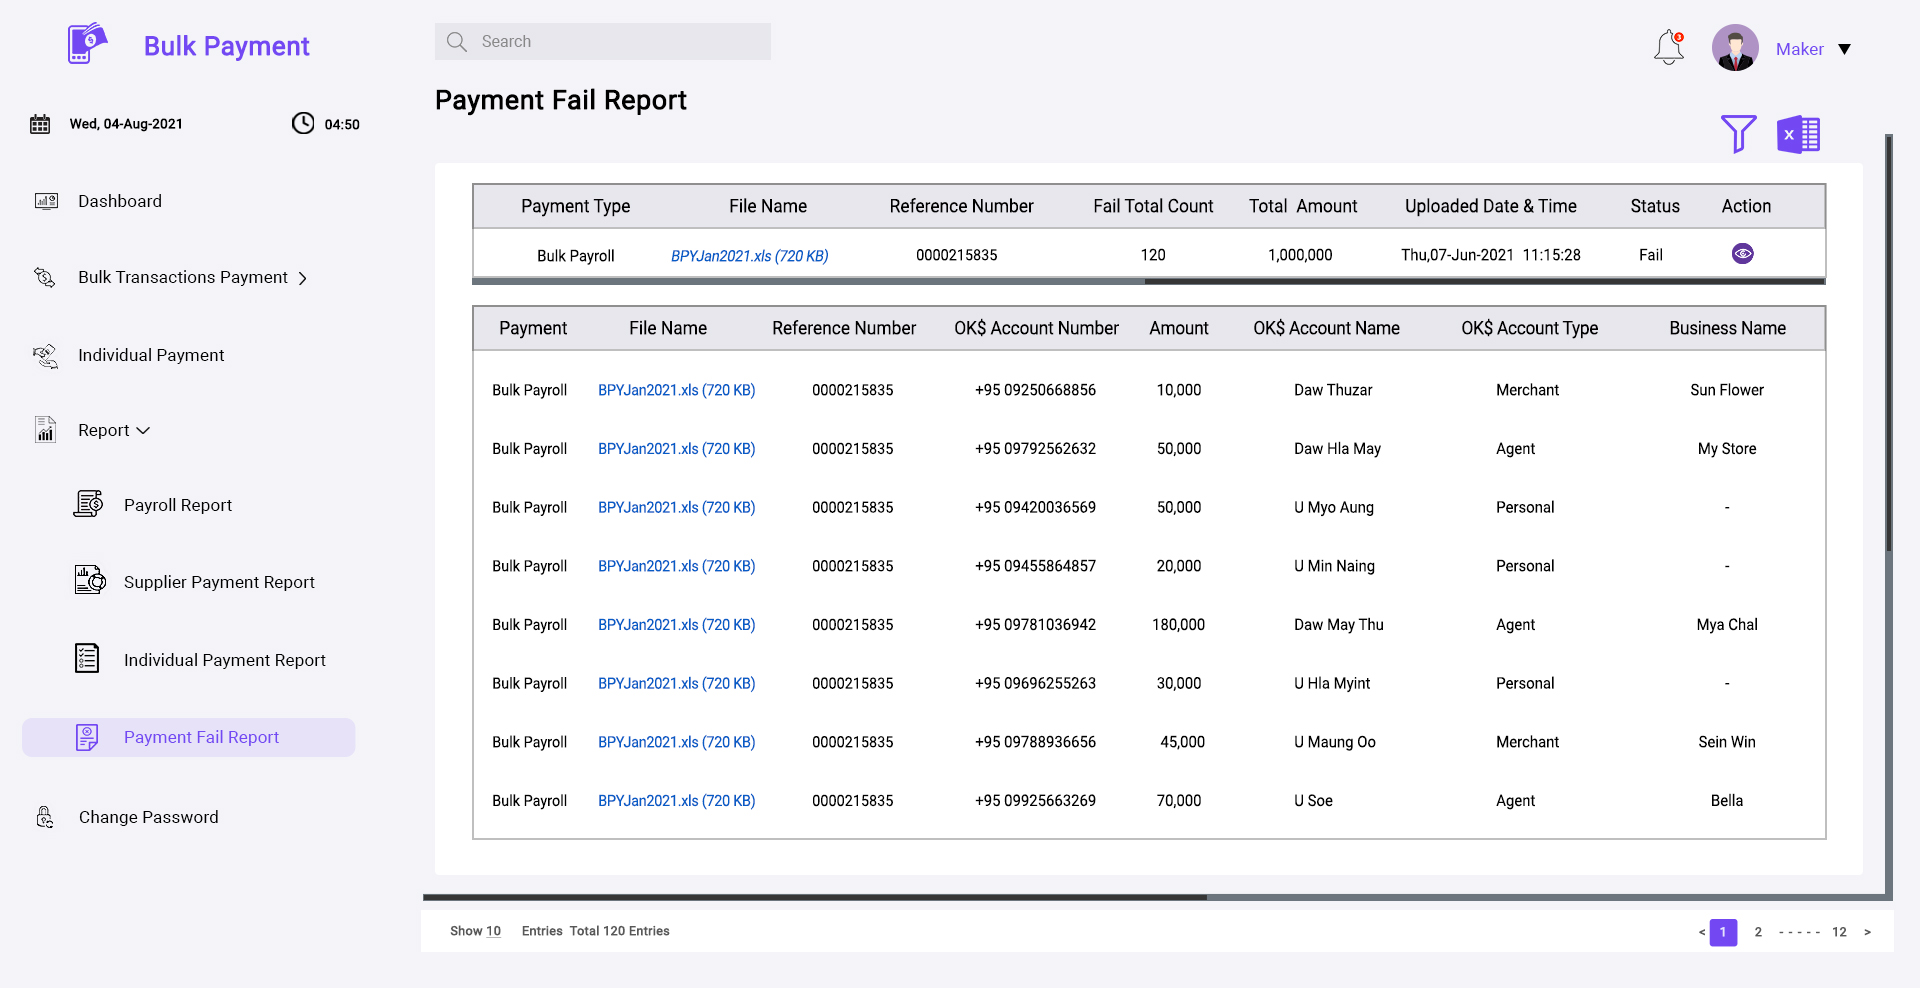 Bulk Payment
Search
3
Maker
Payment Fail Report
Wed, 04-Aug-2021 04:50
Dashboard
Bulk Transactions Payment
Individual Payment
Report
Payroll Report
Supplier Payment Report
Individual Payment Report
Payment Fail Report
Change Password
X
Payment Type File Name Reference Number Fail Total Count Total Amount Uploaded Date & Time Status Action
Bulk Payroll BPYJan2021.xls (720 KB) 0000215835 120 1,000,000 Thu,07-Jun-2021 11:15:28 Fail
Payment File Name Reference Number OK$ Account Number Amount OK$ Account Name OK$ Account Type Business Name
Bulk Payroll BPYJan2021.xls (720 KB) 0000215835 +95 09250668856 10,000 Daw Thuzar Merchant Sun Flower
Bulk Payroll BPYJan2021.xls (720 KB) 0000215835 +95 09792562632 50,000 Daw Hla May Agent My Store
Bulk Payroll BPYJan2021.xls (720 KB) 0000215835 +95 09420036569 50,000 U Myo Aung Personal -
Bulk Payroll BPYJan2021.xls (720 KB) 0000215835 +95 09455864857 20,000 U Min Naing Personal -
Bulk Payroll BPYJan2021.xls (720 KB) 0000215835 +95 09781036942 180,000 Daw May Thu Agent Mya Chal
Bulk Payroll BPYJan2021.xls (720 KB) 0000215835 +95 09696255263 30,000 U Hla Myint Personal -
Bulk Payroll BPYJan2021.xls (720 KB) 0000215835 +95 09788936656 45,000 U Maung Oo Merchant Sein Win
Bulk Payroll BPYJan2021.xls (720 KB) 0000215835 +95 09925663269 70,000 U Soe Agent Bella
Show 10 Entries Total 120 Entries
< 1 2 - - - - - 12 >